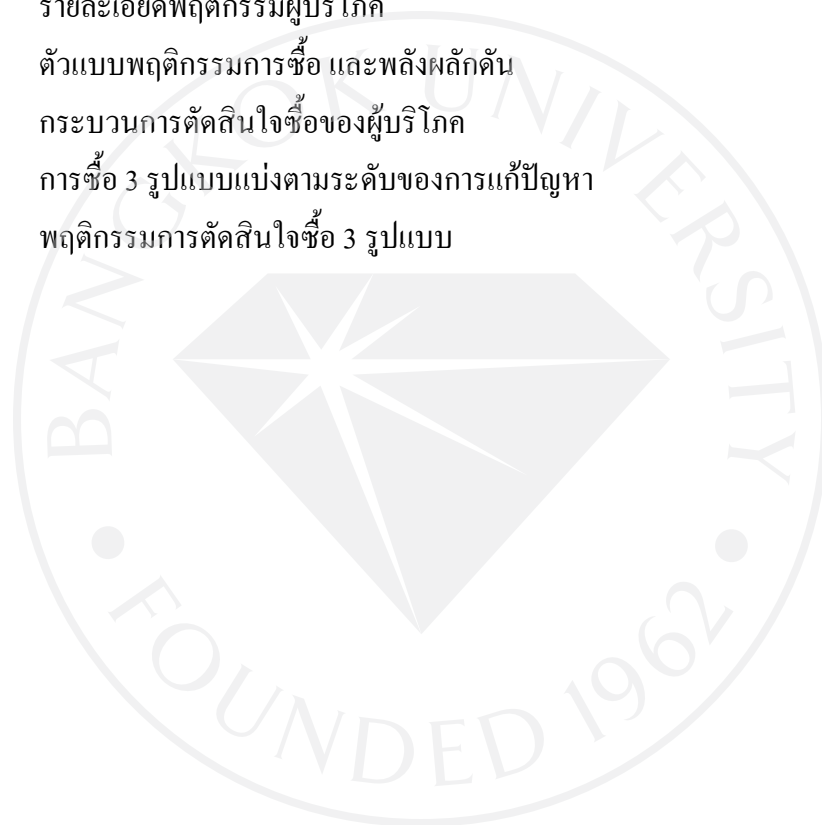 รายละเอียดพฤติกรรมผู้บริโภค
ตัวแบบพฤติกรรมการซื้อ และพลังผลักดัน
กระบวนการตัดสินใจซื้อของผู้บริโภค
การซื้อ 3 รูปแบบแบ่งตามระดับของการแก้ปัญหา
พฤติกรรมการตัดสินใจซื้อ 3 รูปแบบ
BANGKOK UNIVERSITY
FOUNDED 1962